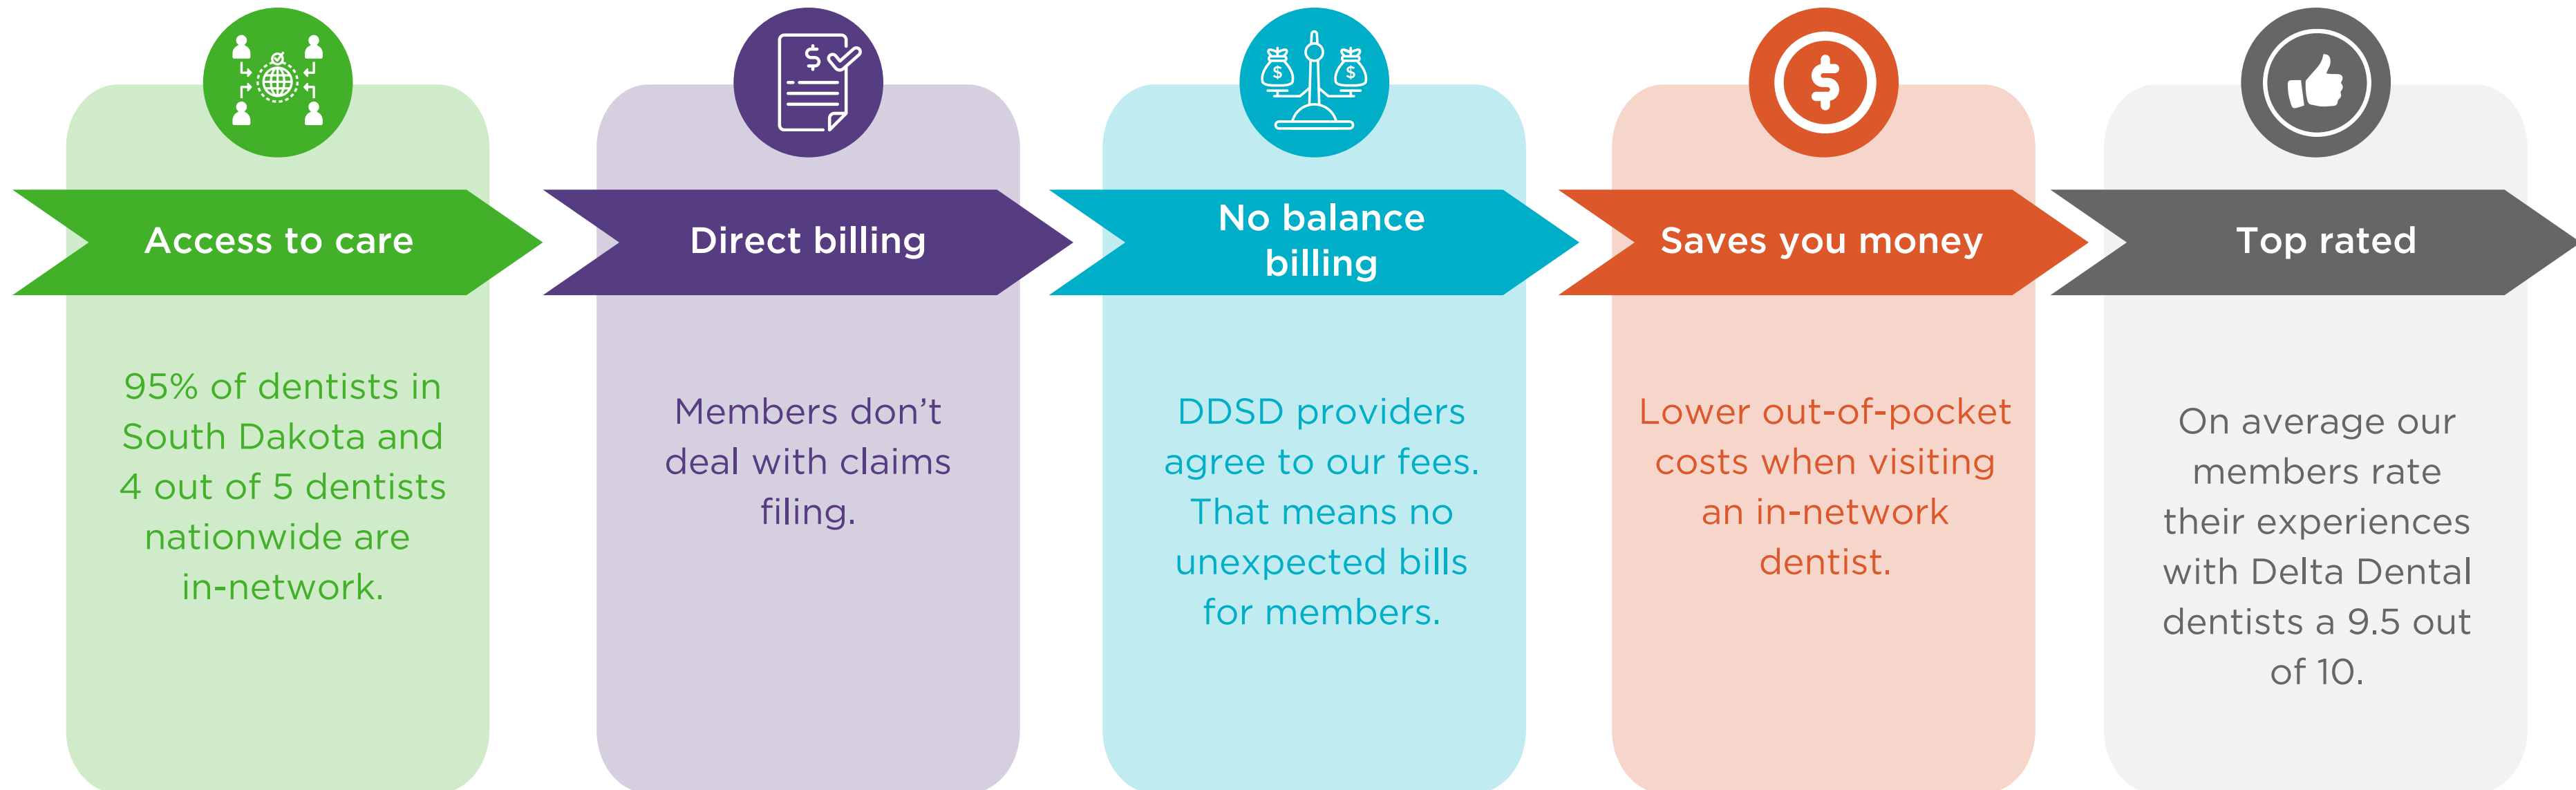 Access to care
95% of dentists in
South Dakota and
4 out of 5 dentists
nationwide are
in-network.
Direct billing
Members don’t
deal with claims
filing.
No balance
billing
DDSD providers
agree to our fees.
That means no
unexpected bills
for members.
Saves you money
Lower out-of-pocket
costs when visiting
an in-network
dentist.
Top rated
On average our
members rate
their experiences
with Delta Dental
dentists a 9.5 out
of 10.